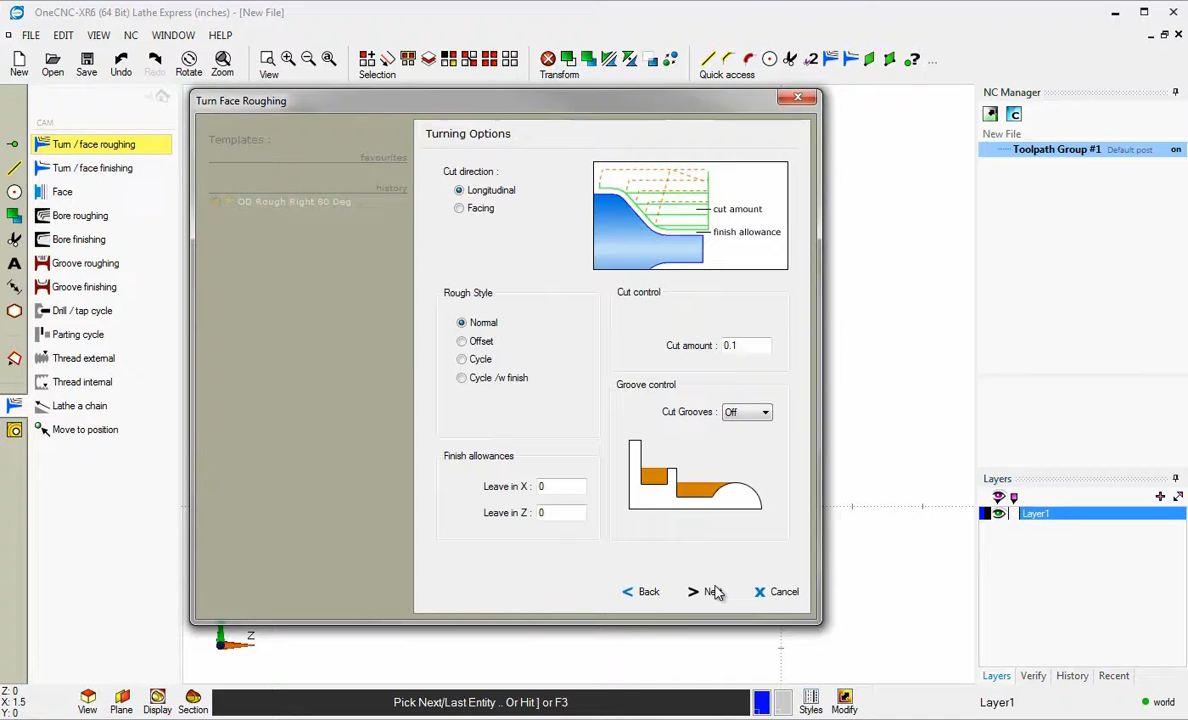 OneCNC-XR6 (64 Bit) Lathe Express (inches) - [New File]
FILE EDIT VIEW NC WINDOW HELP
New Open Save Undo Redo Rotate Zoom View Selection Transform Quick access
CAM
Turn / face roughing
Turn / face finishing
Face
Bore roughing
Bore finishing
Groove roughing
Groove finishing
Drill / tap cycle
Parting cycle
Thread external
Thread internal
Lathe a chain
Move to position
Turn Face Roughing
Templates :
favourites
history
OD Rough Right 80 Deg
Turning Options
Cut direction :
Longitudinal
Facing
cut amount
finish allowance
Rough Style
Normal
Offset
Cycle
Cycle /w finish
Cut control
Cut amount : 0.1
Groove control
Cut Grooves : Off
Finish allowances
Leave in X : 0
Leave in Z : 0
< Back > Next X Cancel
NC Manager
New File
Toolpath Group #1 Default post on
Layers
Layer1
Layers Verify History Recent
Z
Z: 0
X: 1.5
Y: 0
View Plane Display Section
Pick Next/Last Entity .. Or Hit ] or F3
Styles Modify
Layer1
world